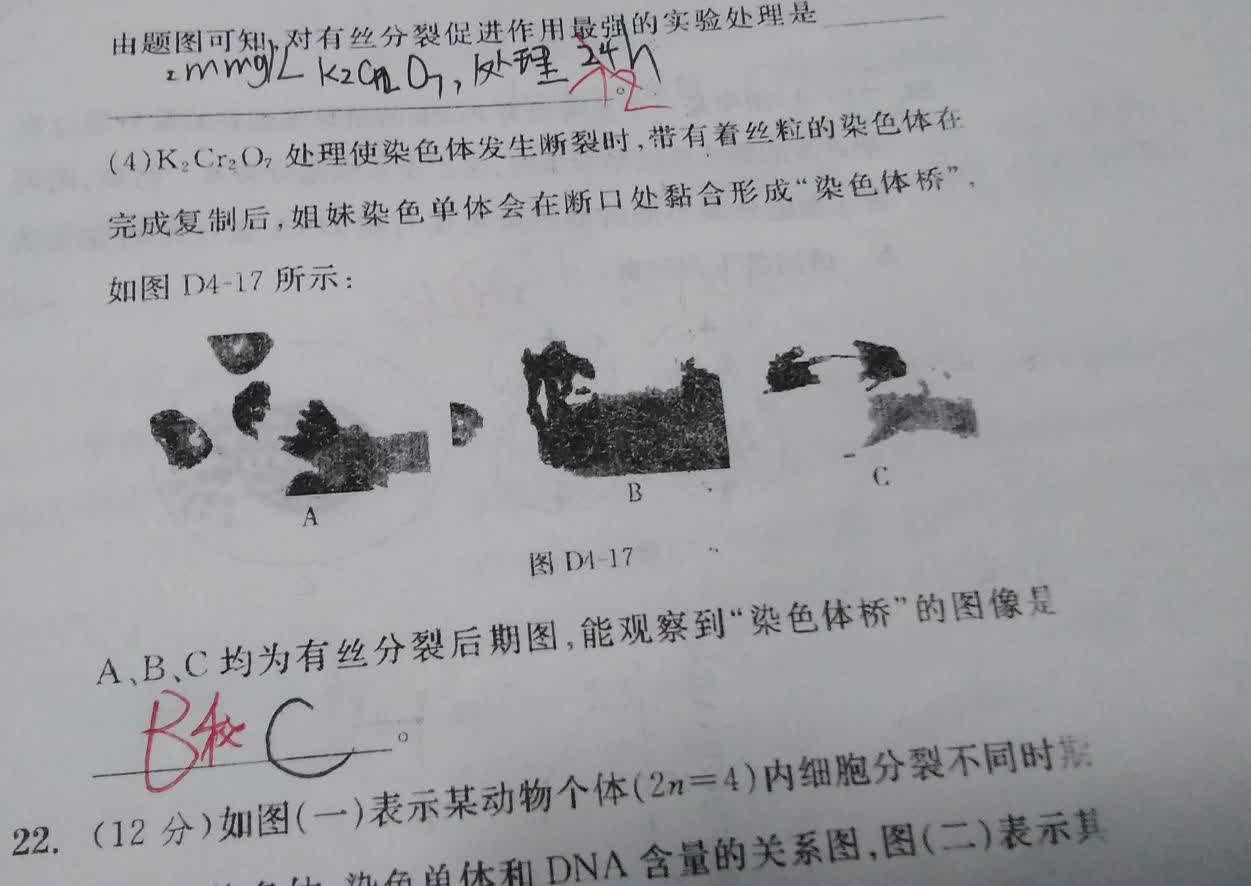 由题图可知,对有丝分裂促进作用最强的实验处理是
2mmg/L K2Cr2O7,处理 24h
12
。
(4)K₂Cr₂O₇ 处理使染色体发生断裂时,带有着丝粒的染色体在
完成复制后,姐妹染色单体会在断口处黏合形成“染色体桥”,
如图 D4-17 所示:
A
B
C
图 D4-17
A、B、C 均为有丝分裂后期图,能观察到“染色体桥”的图像是
B和 C 。
22. (12 分)如图(一)表示某动物个体(2n=4)内细胞分裂不同时期
染色单体和 DNA 含量的关系图,图(二)表示其